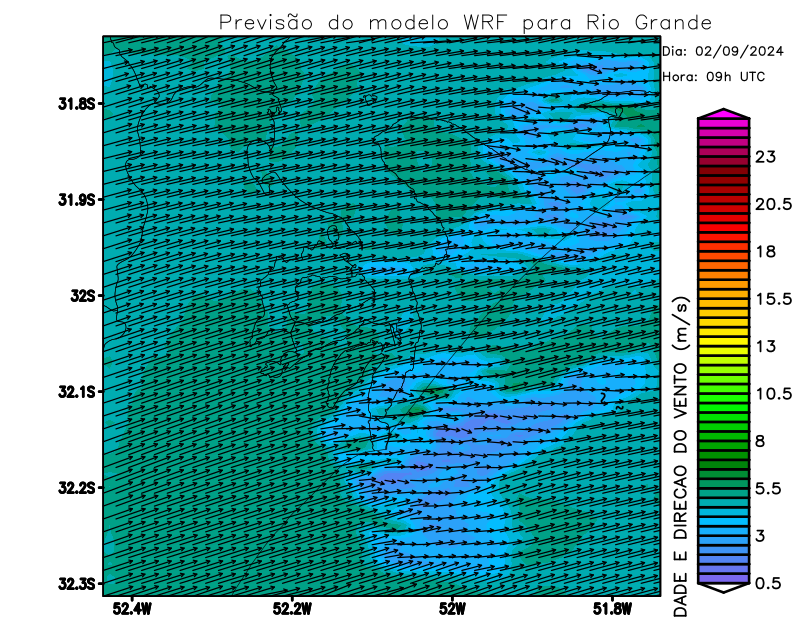 Previsão do modelo WRF para Rio Grande
Dia: 02/09/2024
Hora: 09h UTC
31.8S
31.9S
32S
32.1S
32.2S
32.3S
52.4W
52.2W
52W
51.8W
23
20.5
18
15.5
13
10.5
8
5.5
3
0.5
DADE E DIRECAO DO VENTO (m/s)